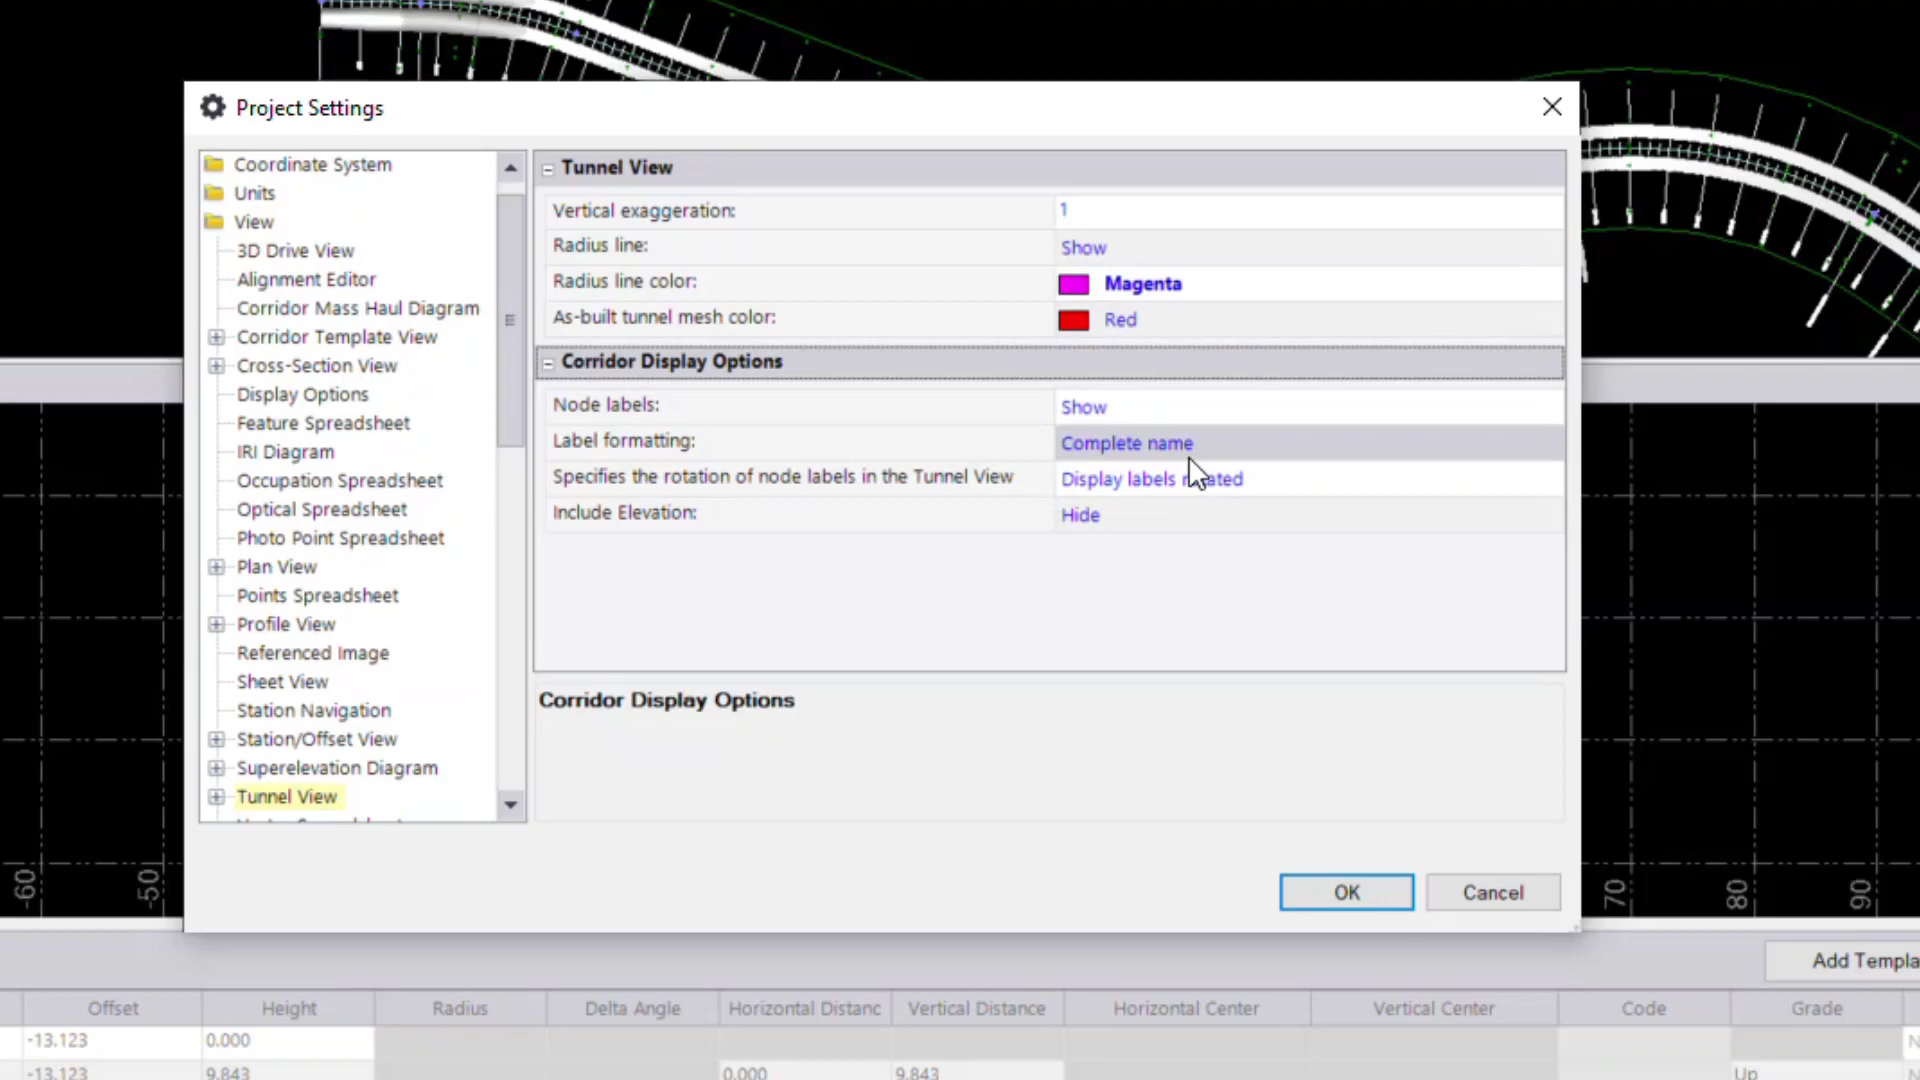 Project Settings
Coordinate System
Units
View
3D Drive View
Alignment Editor
Corridor Mass Haul Diagram
Corridor Template View
Cross-Section View
Display Options
Feature Spreadsheet
IRI Diagram
Occupation Spreadsheet
Optical Spreadsheet
Photo Point Spreadsheet
Plan View
Points Spreadsheet
Profile View
Referenced Image
Sheet View
Station Navigation
Station/Offset View
Superelevation Diagram
Tunnel View
Tunnel View
Vertical exaggeration: 1
Radius line: Show
Radius line color: Magenta
As-built tunnel mesh color: Red
Corridor Display Options
Node labels: Show
Label formatting: Complete name
Specifies the rotation of node labels in the Tunnel View Display labels
Include Elevation: Hide
Corridor Display Options
OK Cancel
-60 -50 70 80 90
Add Templa
Offset Height Radius Delta Angle Horizontal Distanc Vertical Distance Horizontal Center Vertical Center Code Grade
-13.123 0.000 N
-13.123 9.843 0.000 9.843 Up